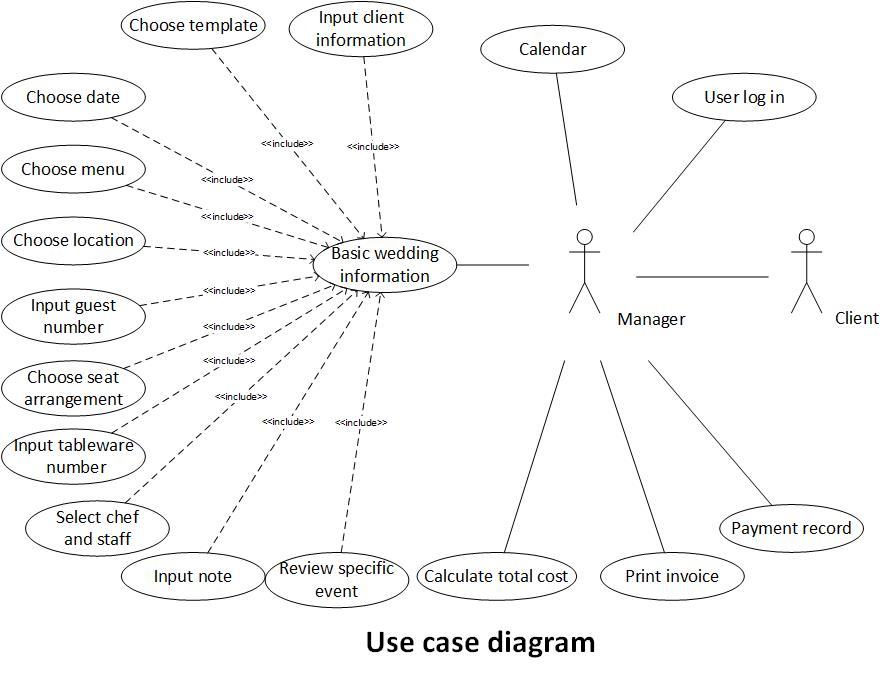 Choose template
Input client
information
Calendar
Choose date
User log in
<<include>>
<<include>>
Choose menu
<<include>>
<<include>>
Choose location
<<include>>
Basic wedding
information
<<include>>
Input guest
number
Manager
Client
<<include>>
<<include>>
Choose seat
arrangement
<<include>>
<<include>>
<<include>>
Input tableware
number
Select chef
and staff
Payment record
Input note
Review specific
event
Calculate total cost
Print invoice
Use case diagram